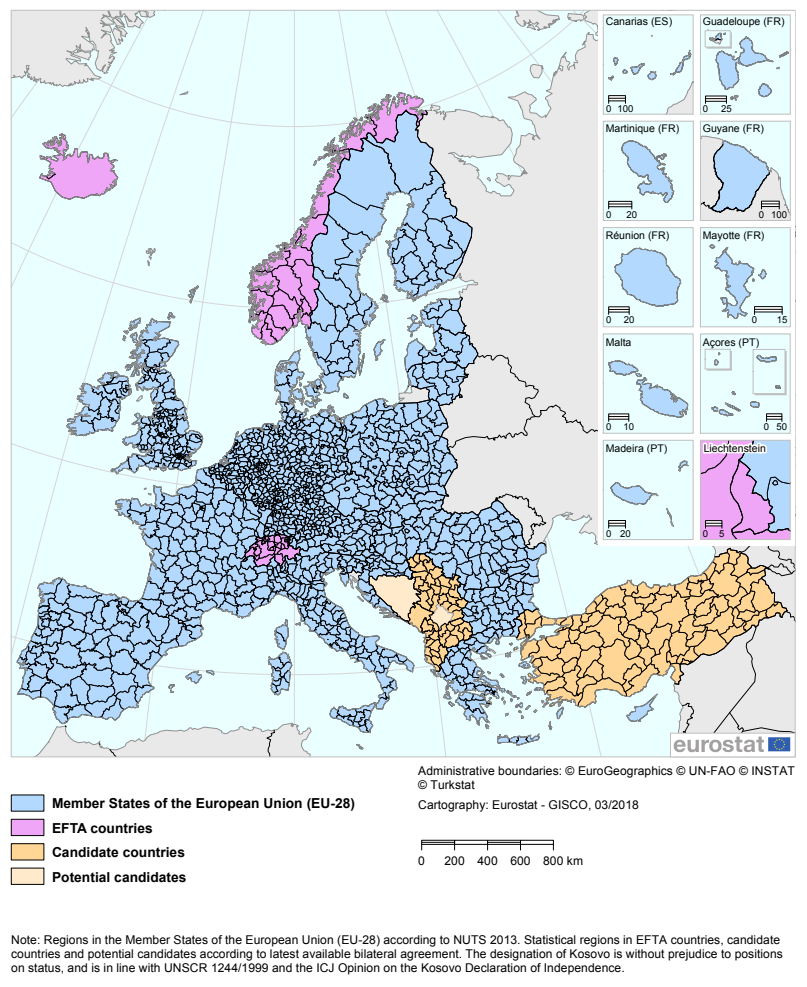 Canarias (ES)
0 100
Guadeloupe (FR)
0 25
Martinique (FR)
0 20
Guyane (FR)
0 100
Réunion (FR)
0 20
Mayotte (FR)
0 15
Malta
0 10
Açores (PT)
0 50
Madeira (PT)
0 20
Liechtenstein
0 5
eurostat
Administrative boundaries: © EuroGeographics © UN-FAO © INSTAT
© Turkstat
Cartography: Eurostat - GISCO, 03/2018
Member States of the European Union (EU-28)
EFTA countries
Candidate countries
Potential candidates
0 200 400 600 800 km
Note: Regions in the Member States of the European Union (EU-28) according to NUTS 2013. Statistical regions in EFTA countries, candidate
countries and potential candidates according to latest available bilateral agreement. The designation of Kosovo is without prejudice to positions
on status, and is in line with UNSCR 1244/1999 and the ICJ Opinion on the Kosovo Declaration of Independence.